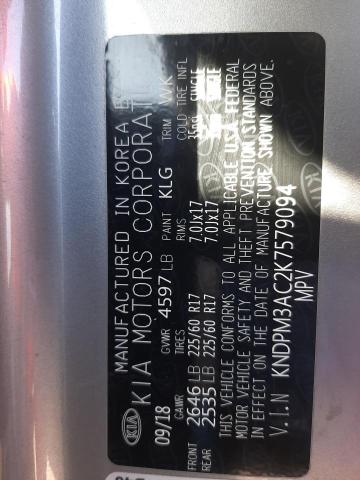 MANUFACTURED IN KOREA
KIA KIA MOTORS CORPORATION
09/18 GVWR 4597 LB PAINT KLG TRIM WK
GAWR TIRES RIMS COLD TIRE INFL
FRONT 2646 LB 225/60 R17 7.0Jx17 SINGLE
REAR 2535 LB 225/60 R17 7.0Jx17
THIS VEHICLE CONFORMS TO ALL APPLICABLE U.S.A. FEDERAL
MOTOR VEHICLE SAFETY AND THEFT PREVENTION STANDARDS
IN EFFECT ON THE DATE OF MANUFACTURE SHOWN ABOVE.
V.I.N KNDPM3AC2K7579094
MPV
KIA